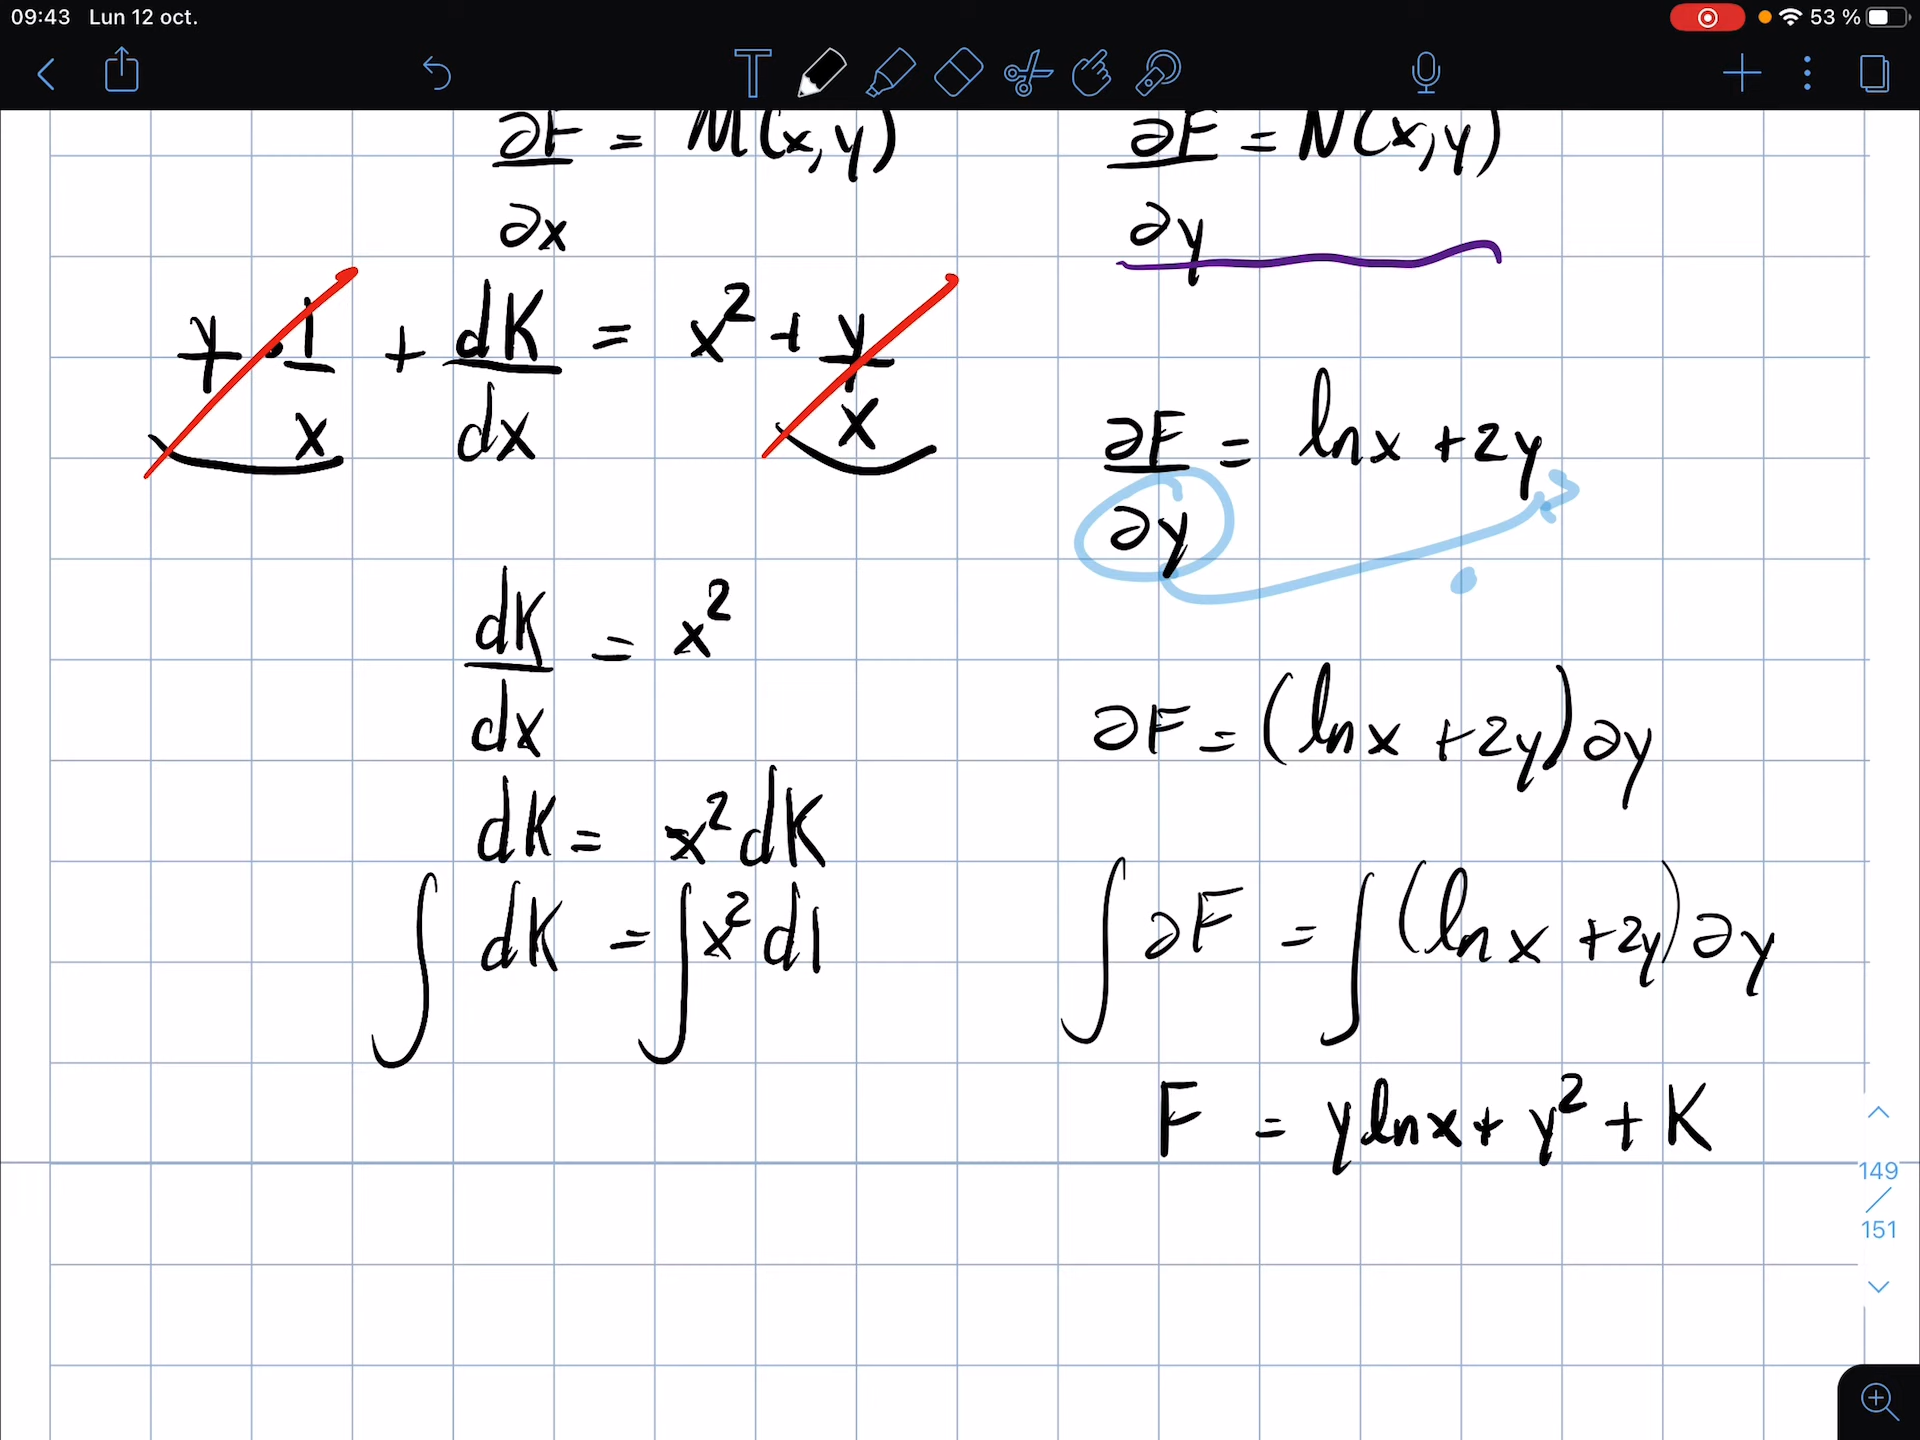 09:43 Lun 12 oct. 53 %
T
∂F/∂x = M(x,y)
∂F/∂y = N(x,y)
y · 1/x + dK/dx = x² + y/x
∂F/∂y = ln x + 2y
dK/dx = x²
∂F = (ln x + 2y) ∂y
dK = x² dK
∫ dK = ∫ x² d1
∫ ∂F = ∫ (ln x + 2y) ∂y
F = y ln x + y² + K
149
/
151